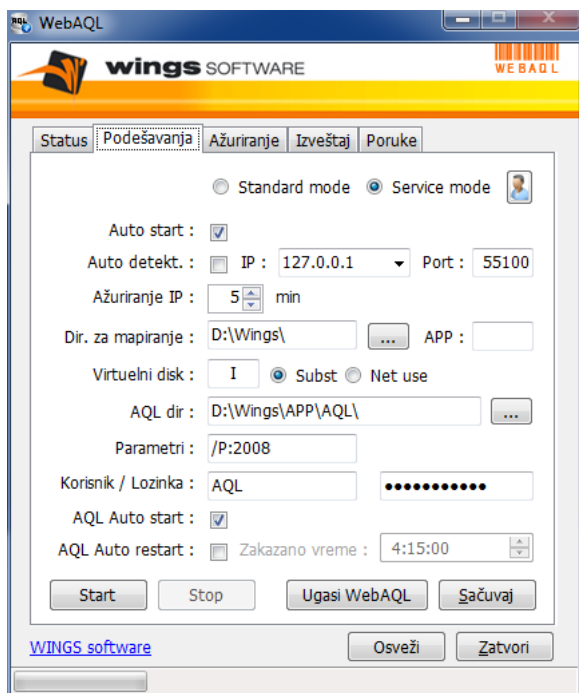 WebAQL
wings SOFTWARE
WEBAQL
Status Podešavanja Ažuriranje Izveštaj Poruke
Standard mode Service mode
Auto start :
Auto detekt. : IP : 127.0.0.1 Port : 55100
Ažuriranje IP : 5 min
Dir. za mapiranje : D:\Wings\ ... APP :
Virtuelni disk : I Subst Net use
AQL dir : D:\Wings\APP\AQL\ ...
Parametri : /P:2008
Korisnik / Lozinka : AQL •••••••••••
AQL Auto start :
AQL Auto restart : Zakazano vreme : 4:15:00
Start Stop Ugasi WebAQL Sačuvaj
WINGS software Osveži Zatvori